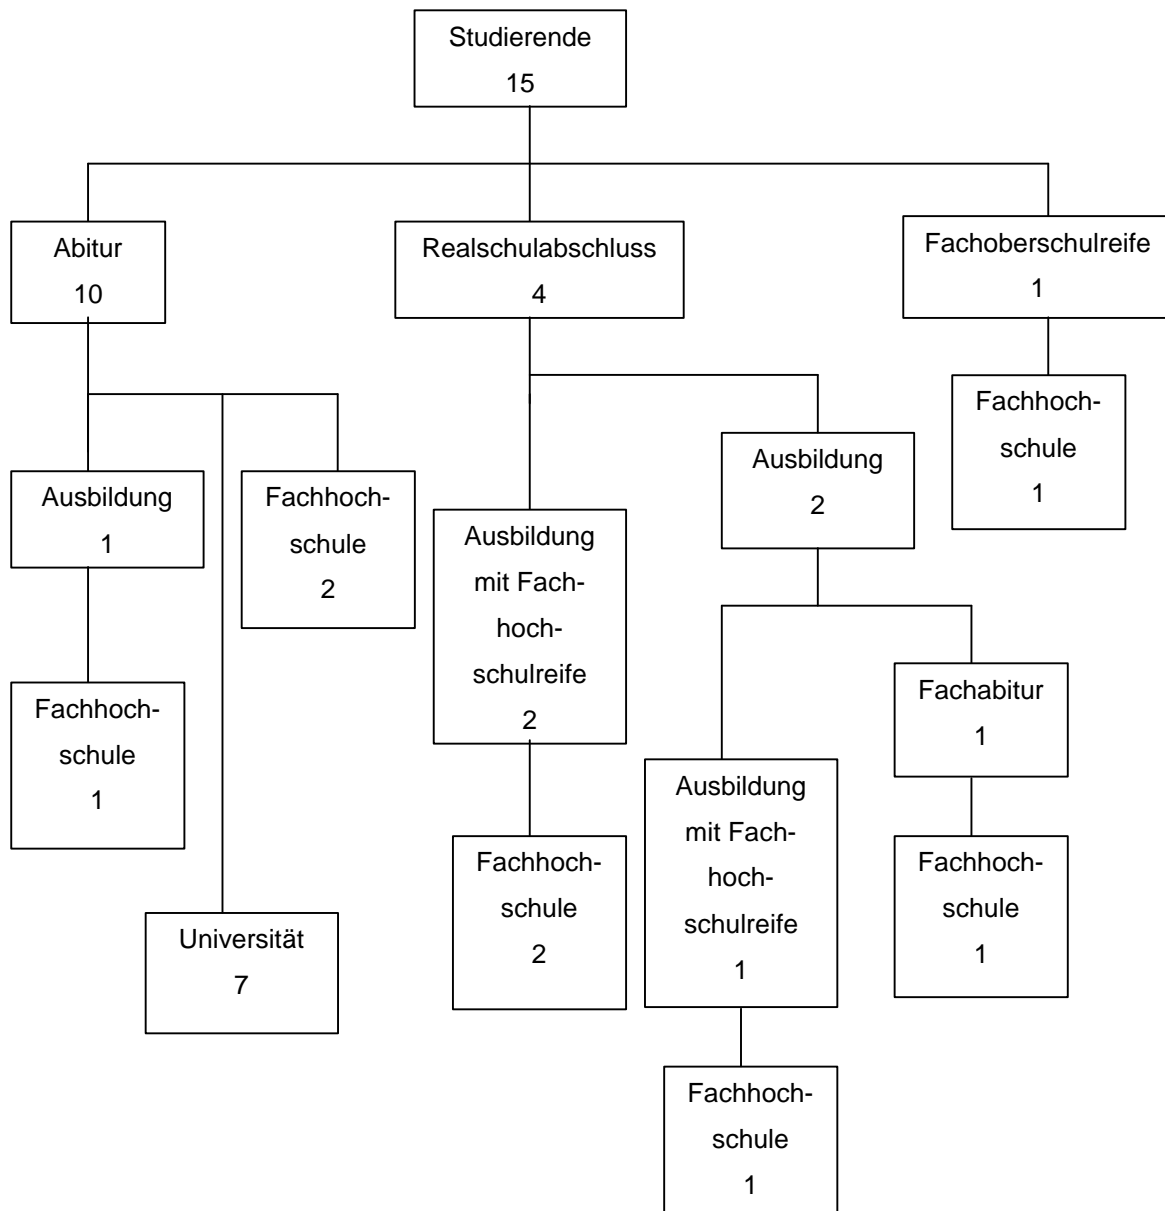 Studierende
15
Abitur
10
Realschulabschluss
4
Fachoberschulreife
1
Ausbildung
1
Fachhoch-
schule
2
Ausbildung
mit Fach-
hoch-
schulreife
2
Ausbildung
2
Fachhoch-
schule
1
Fachhoch-
schule
1
Universität
7
Fachhoch-
schule
2
Ausbildung
mit Fach-
hoch-
schulreife
1
Fachabitur
1
Fachhoch-
schule
1
Fachhoch-
schule
1